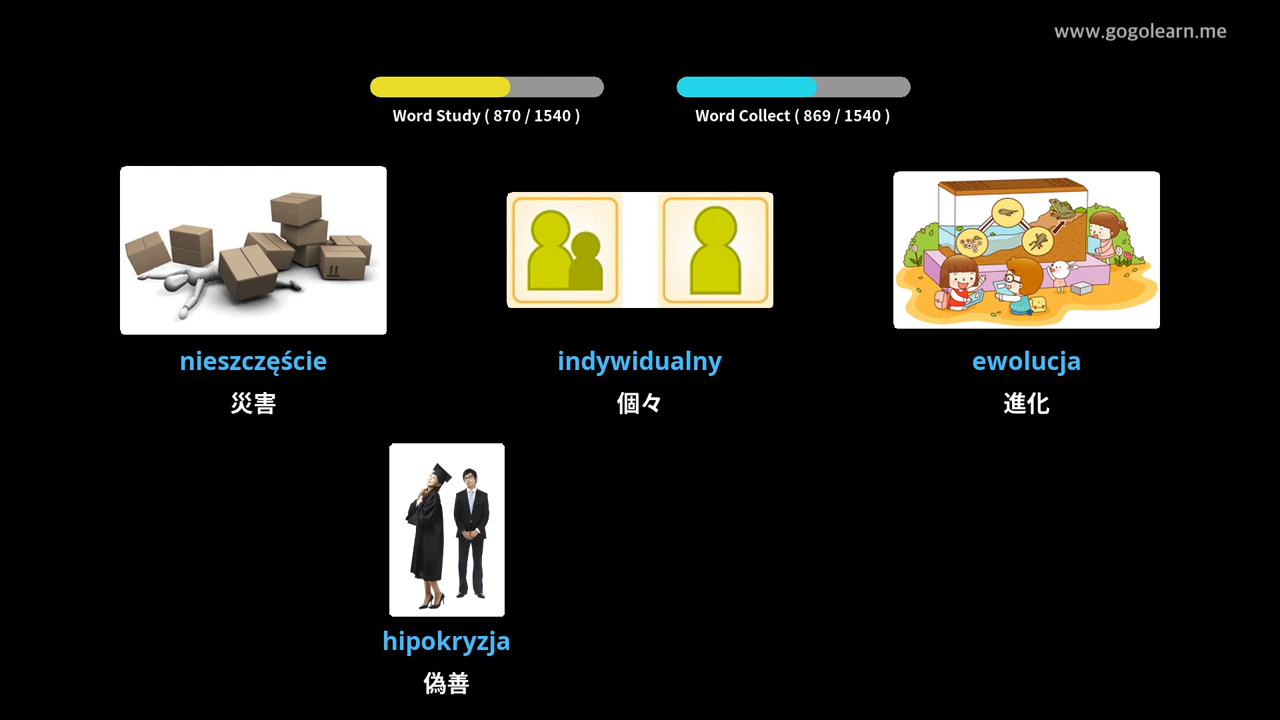 www.gogolearn.me
Word Study ( 870 / 1540 )
Word Collect ( 869 / 1540 )
nieszczęście
indywidualny
ewolucja
災害
個々
進化
hipokryzja
偽善